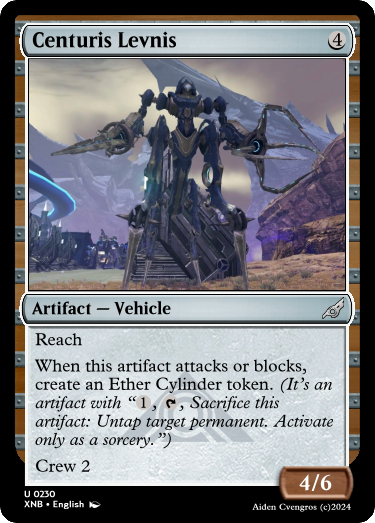 Centuris Levnis 4
Artifact — Vehicle
Reach
When this artifact attacks or blocks,
create an Ether Cylinder token. (It's an
artifact with “1, T, Sacrifice this
artifact: Untap target permanent. Activate
only as a sorcery.”)
Crew 2
4/6
U 0230
XNB • English
Aiden Cvengros (c)2024